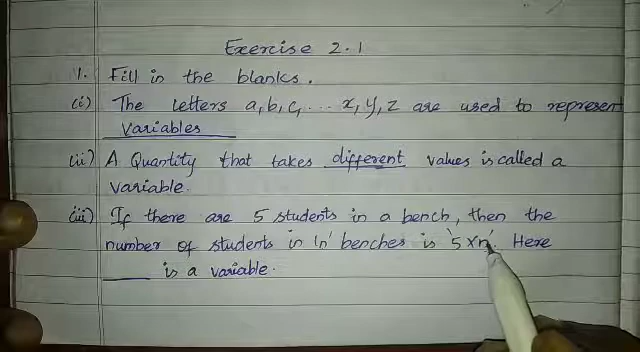 Exercise 2.1
1. Fill in the blanks.
(i) The letters a, b, c, ... x, y, z are used to represent
Variables
(ii) A Quantity that takes different values is called a
variable.
(iii) If there are 5 students in a bench, then the
number of students in 'n' benches is '5×n'. Here
____ is a variable.